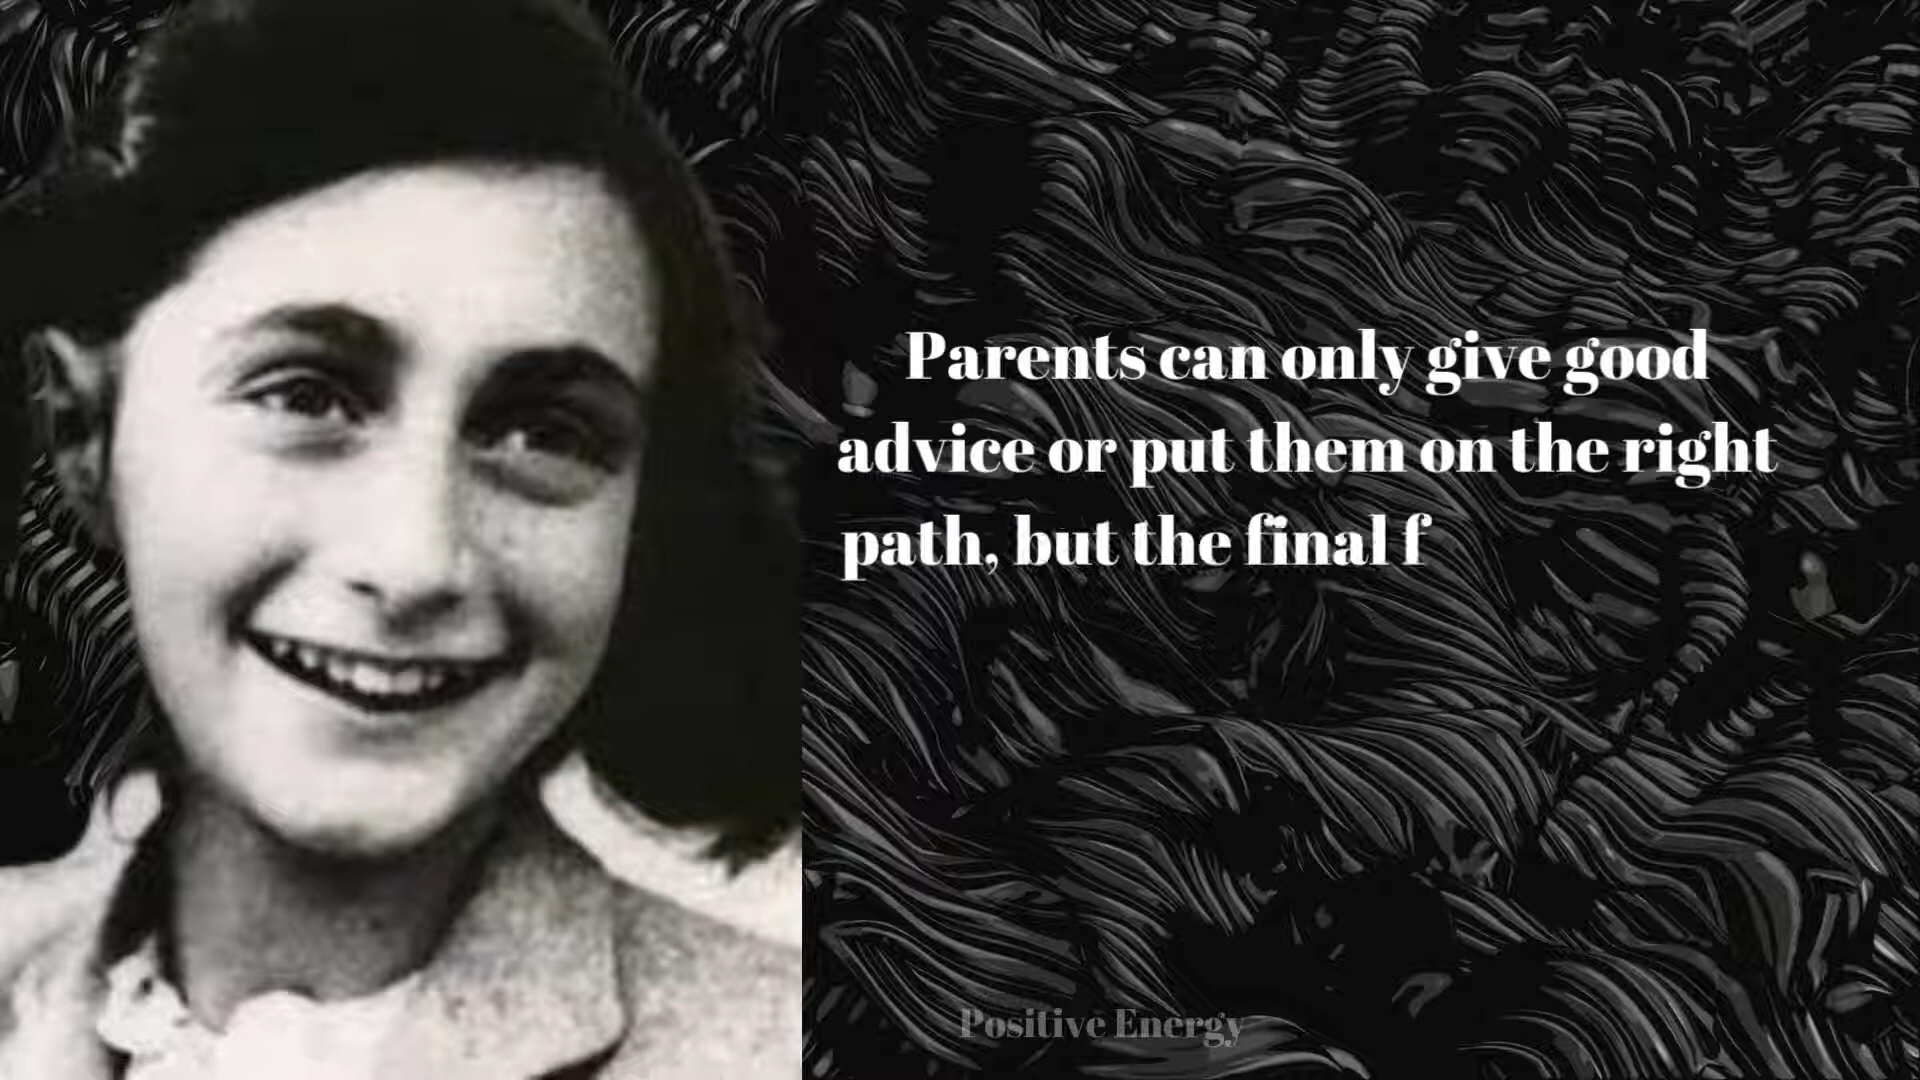 Parents can only give good
advice or put them on the right
path, but the final f
Positive Energy